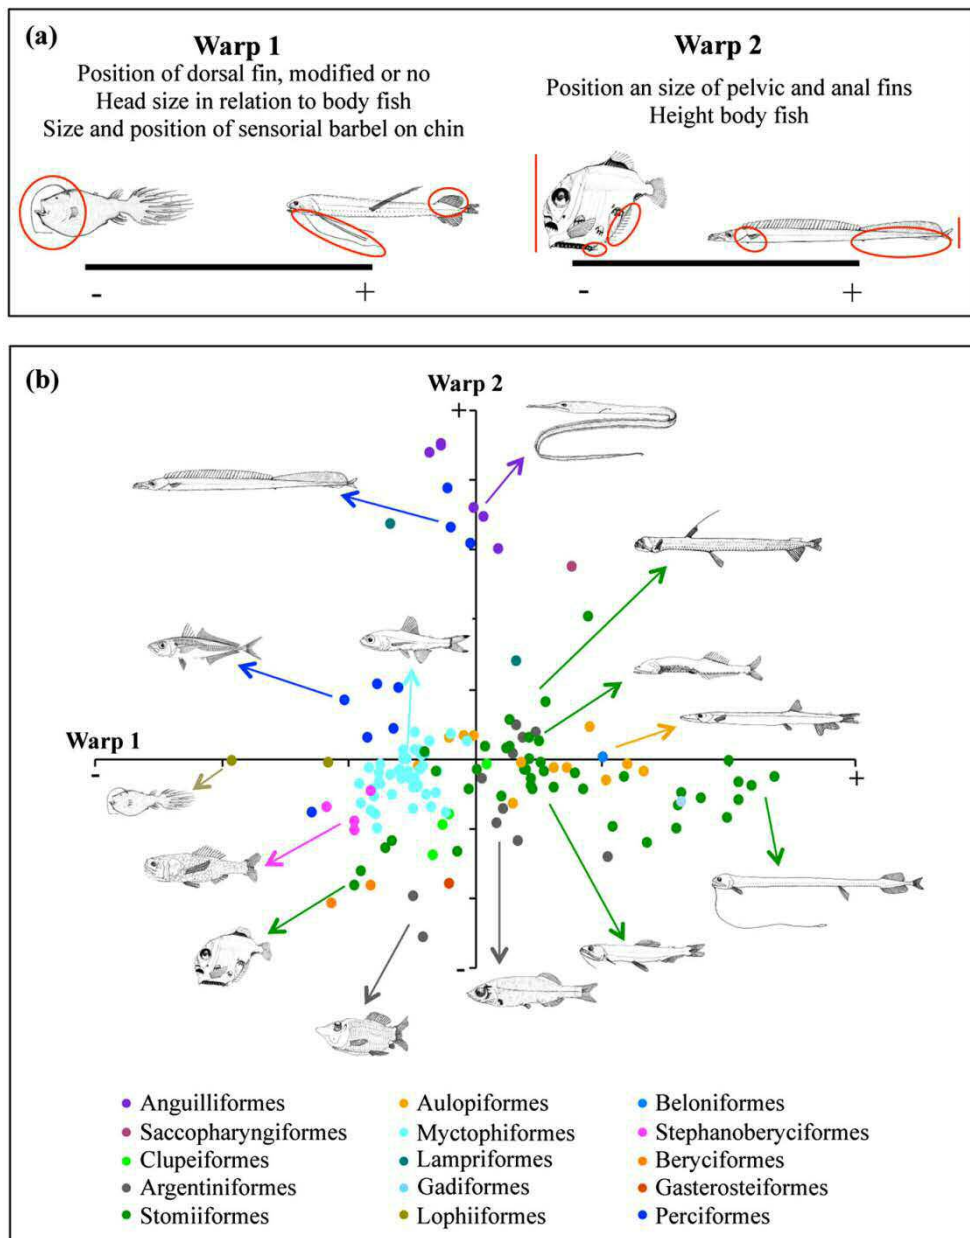 (a)
Warp 1
Position of dorsal fin, modified or no
Head size in relation to body fish
Size and position of sensorial barbel on chin
- +
Warp 2
Position an size of pelvic and anal fins
Height body fish
- +
(b)
Warp 2
+
Warp 1
- +
-
Anguilliformes
Saccopharyngiformes
Clupeiformes
Argentiniformes
Stomiiformes
Aulopiformes
Myctophiformes
Lampriformes
Gadiformes
Lophiiformes
Beloniformes
Stephanoberyciformes
Beryciformes
Gasterosteiformes
Perciformes